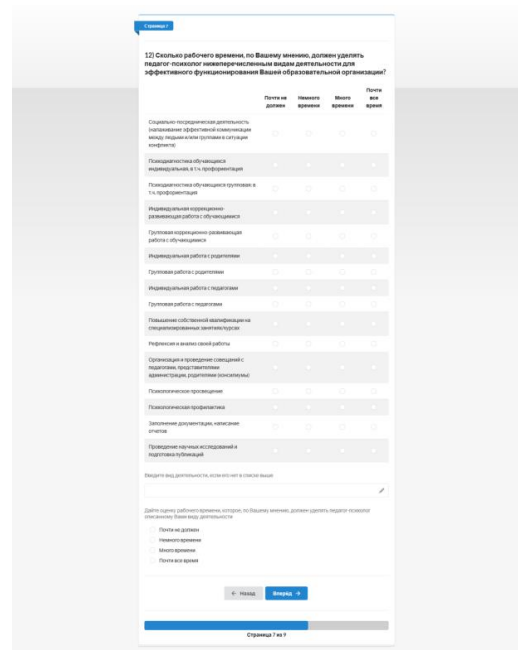 Страница 7
12) Сколько рабочего времени, по Вашему мнению, должен уделять
педагог-психолог нижеперечисленным видам деятельности для
эффективного функционирования Вашей образовательной организации?
Почти не должен
Немного времени
Много времени
Почти все время
Социально-посредническая деятельность
(налаживание эффективной коммуникации
между людьми и/или группами в ситуации
конфликта)
Психодиагностика обучающихся
индивидуальная, в т.ч. профориентация
Психодиагностика обучающихся групповая, в
т.ч. профориентация
Индивидуальная коррекционно-
развивающая работа с обучающимися
Групповая коррекционно-развивающая
работа с обучающимися
Индивидуальная работа с родителями
Групповая работа с родителями
Индивидуальная работа с педагогами
Групповая работа с педагогами
Повышение собственной квалификации на
специализированных занятиях/курсах
Рефлексия и анализ своей работы
Организация и проведение совещаний с
педагогами, представителями
администрации, родителями (консилиумы)
Психологическое просвещение
Психологическая профилактика
Заполнение документации, написание
отчетов
Проведение научных исследований и
подготовка публикаций
Введите вид деятельности, если его нет в списке выше
Дайте оценку рабочего времени, которое, по Вашему мнению, должен уделять педагог-психолог
описанному Вами виду деятельности
Почти не должен
Немного времени
Много времени
Почти все время
← Назад
Вперёд →
Страница 7 из 9